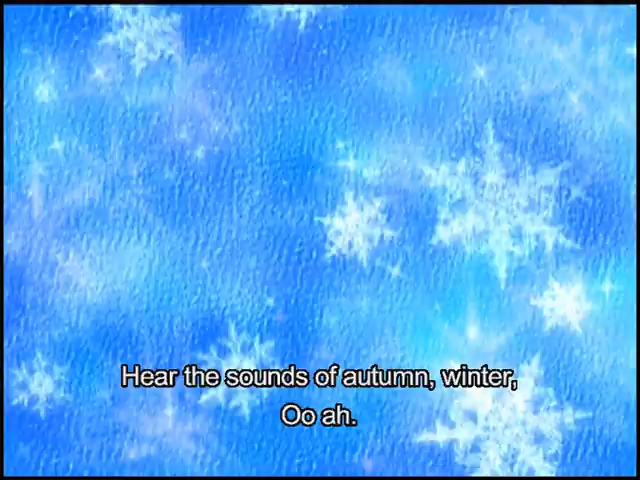 Hear the sounds of autumn, winter,
Oo ah.